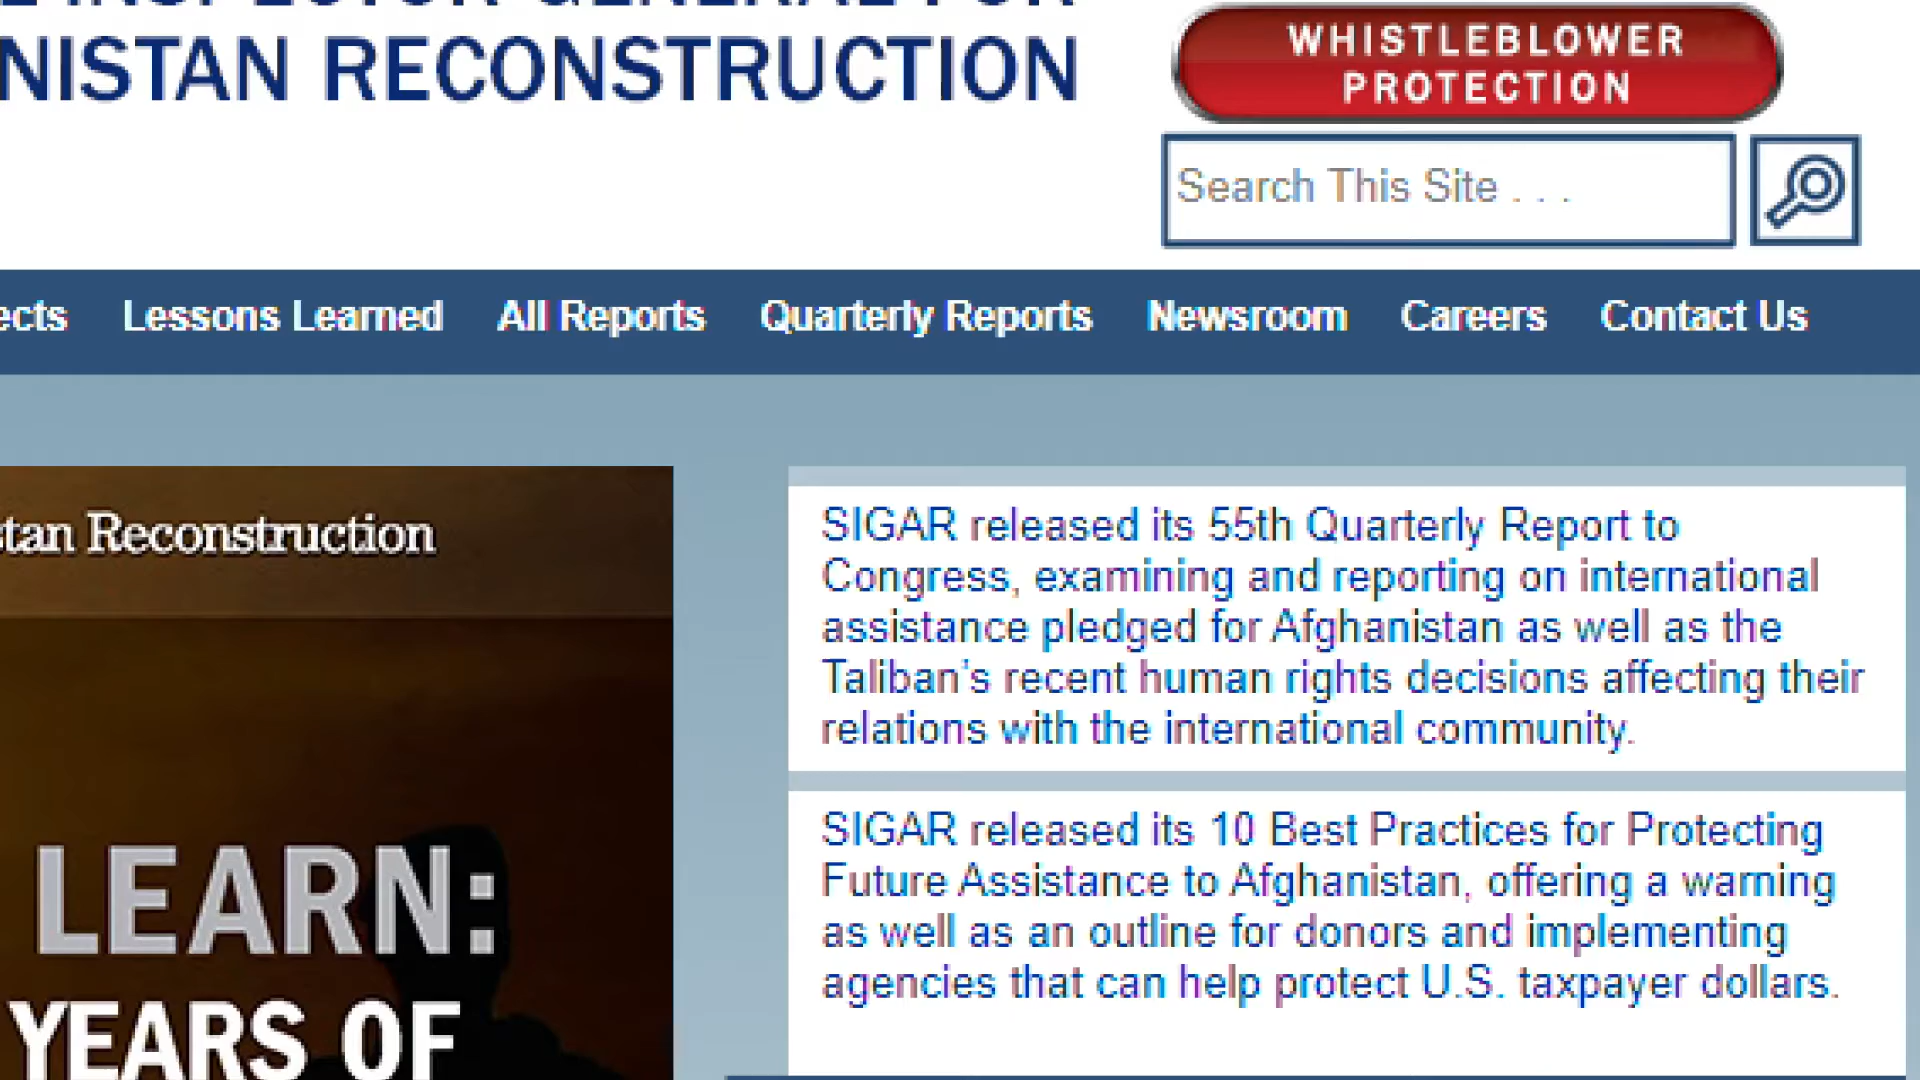 INSPECTOR GENERAL FOR
NISTAN RECONSTRUCTION
WHISTLEBLOWER
PROTECTION
Search This Site . . .
ects Lessons Learned All Reports Quarterly Reports Newsroom Careers Contact Us
stan Reconstruction
LEARN:
YEARS OF
SIGAR released its 55th Quarterly Report to
Congress, examining and reporting on international
assistance pledged for Afghanistan as well as the
Taliban's recent human rights decisions affecting their
relations with the international community.
SIGAR released its 10 Best Practices for Protecting
Future Assistance to Afghanistan, offering a warning
as well as an outline for donors and implementing
agencies that can help protect U.S. taxpayer dollars.